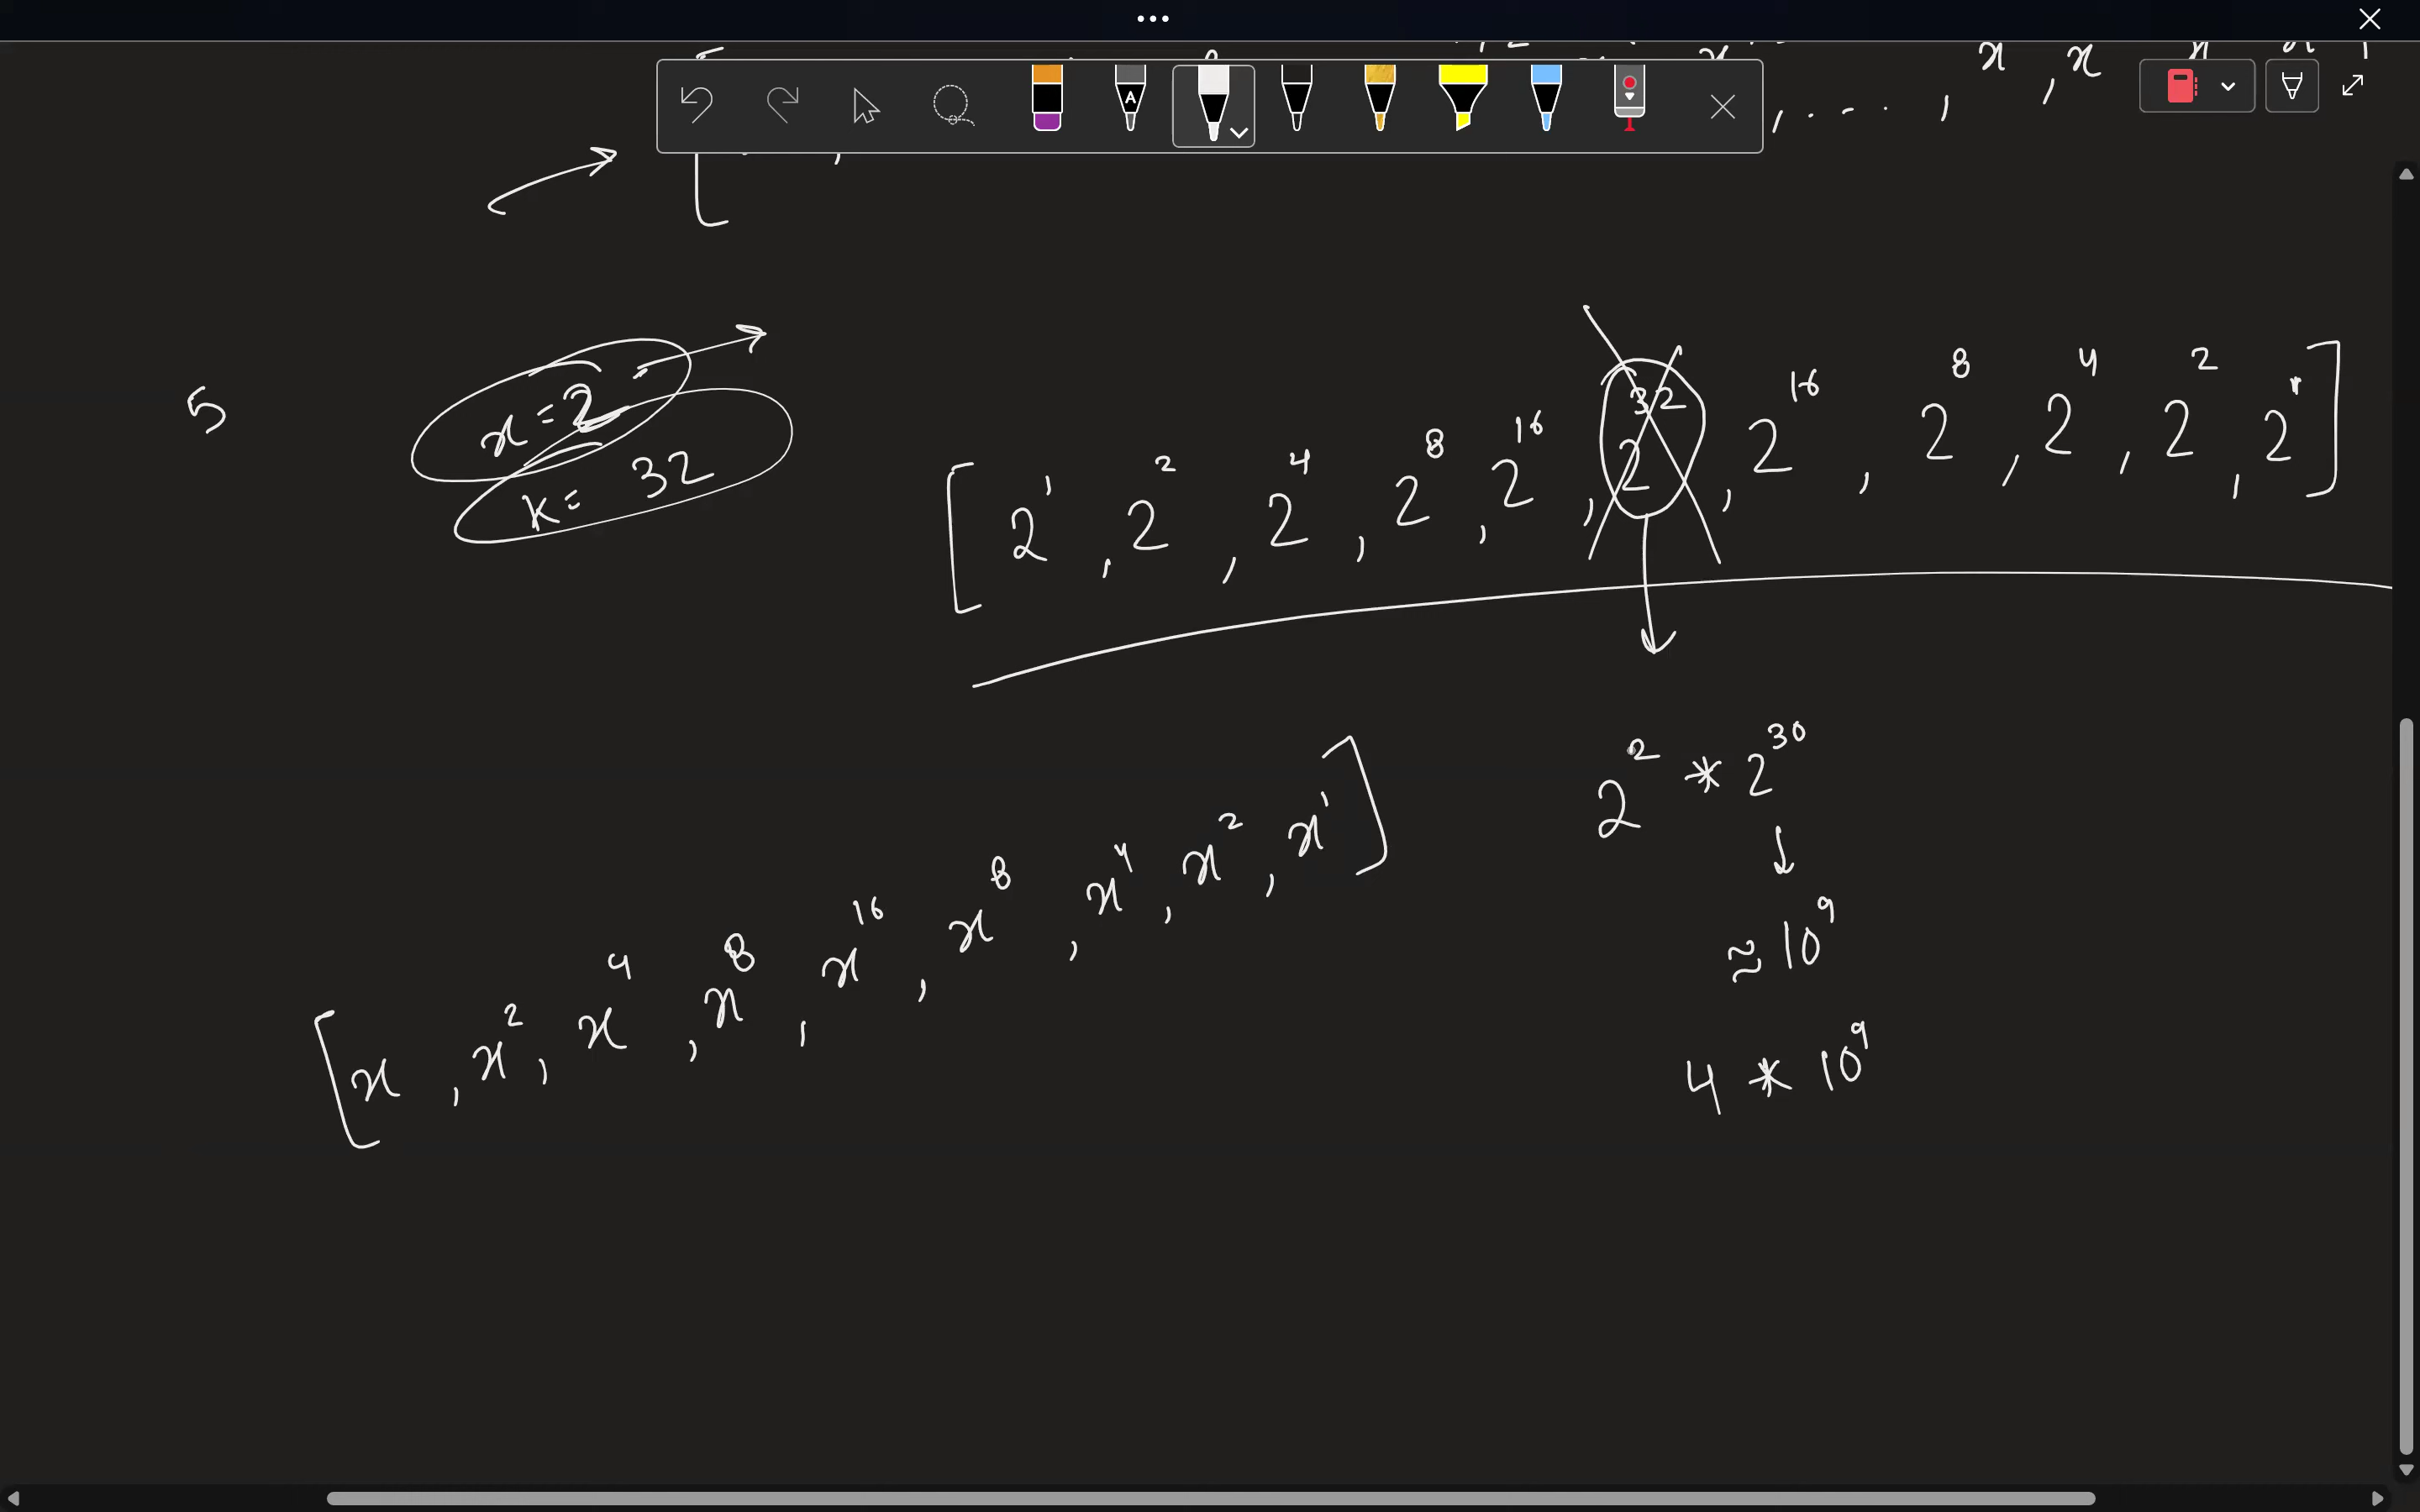 x , x
, . . . ,
5
x = 2
k = 32
[ 2¹ , 2² , 2⁴ , 2⁸ , 2¹⁶ , 2³² , 2¹⁶ , 2⁸ , 2⁴ , 2² , 2¹ ]
[ x , x² , x⁴ , x⁸ , x¹⁶ , x⁸ , x⁴ , x² , x¹ ]
2² * 2³⁰
≈ 10⁹
4 * 10⁹